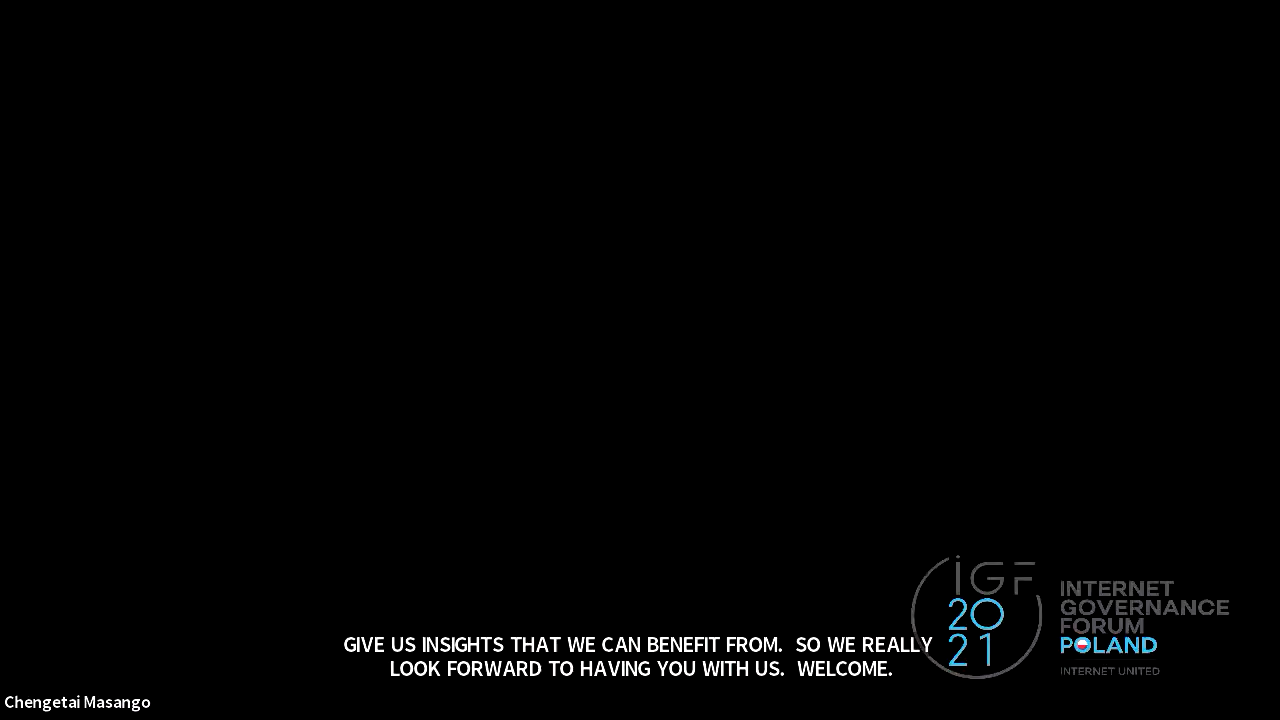 iGF
20
21
INTERNET
GOVERNANCE
FORUM
POLAND
INTERNET UNITED
GIVE US INSIGHTS THAT WE CAN BENEFIT FROM.  SO WE REALLY
LOOK FORWARD TO HAVING YOU WITH US.  WELCOME.
Chengetai Masango